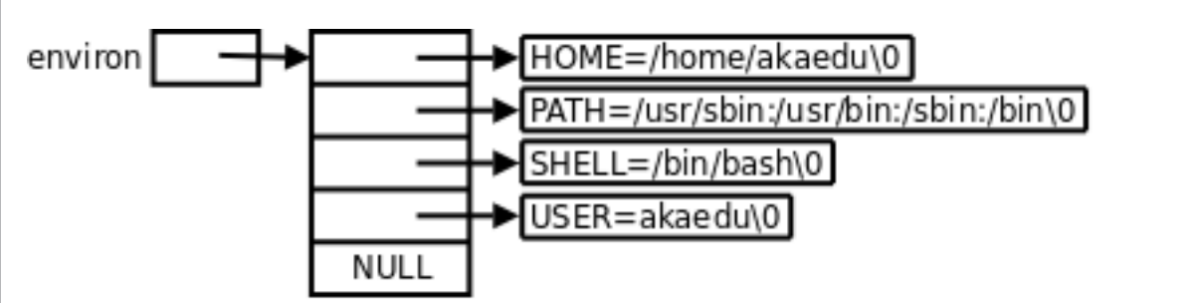 environ
HOME=/home/akaedu\0
PATH=/usr/sbin:/usr/bin:/sbin:/bin\0
SHELL=/bin/bash\0
USER=akaedu\0
NULL